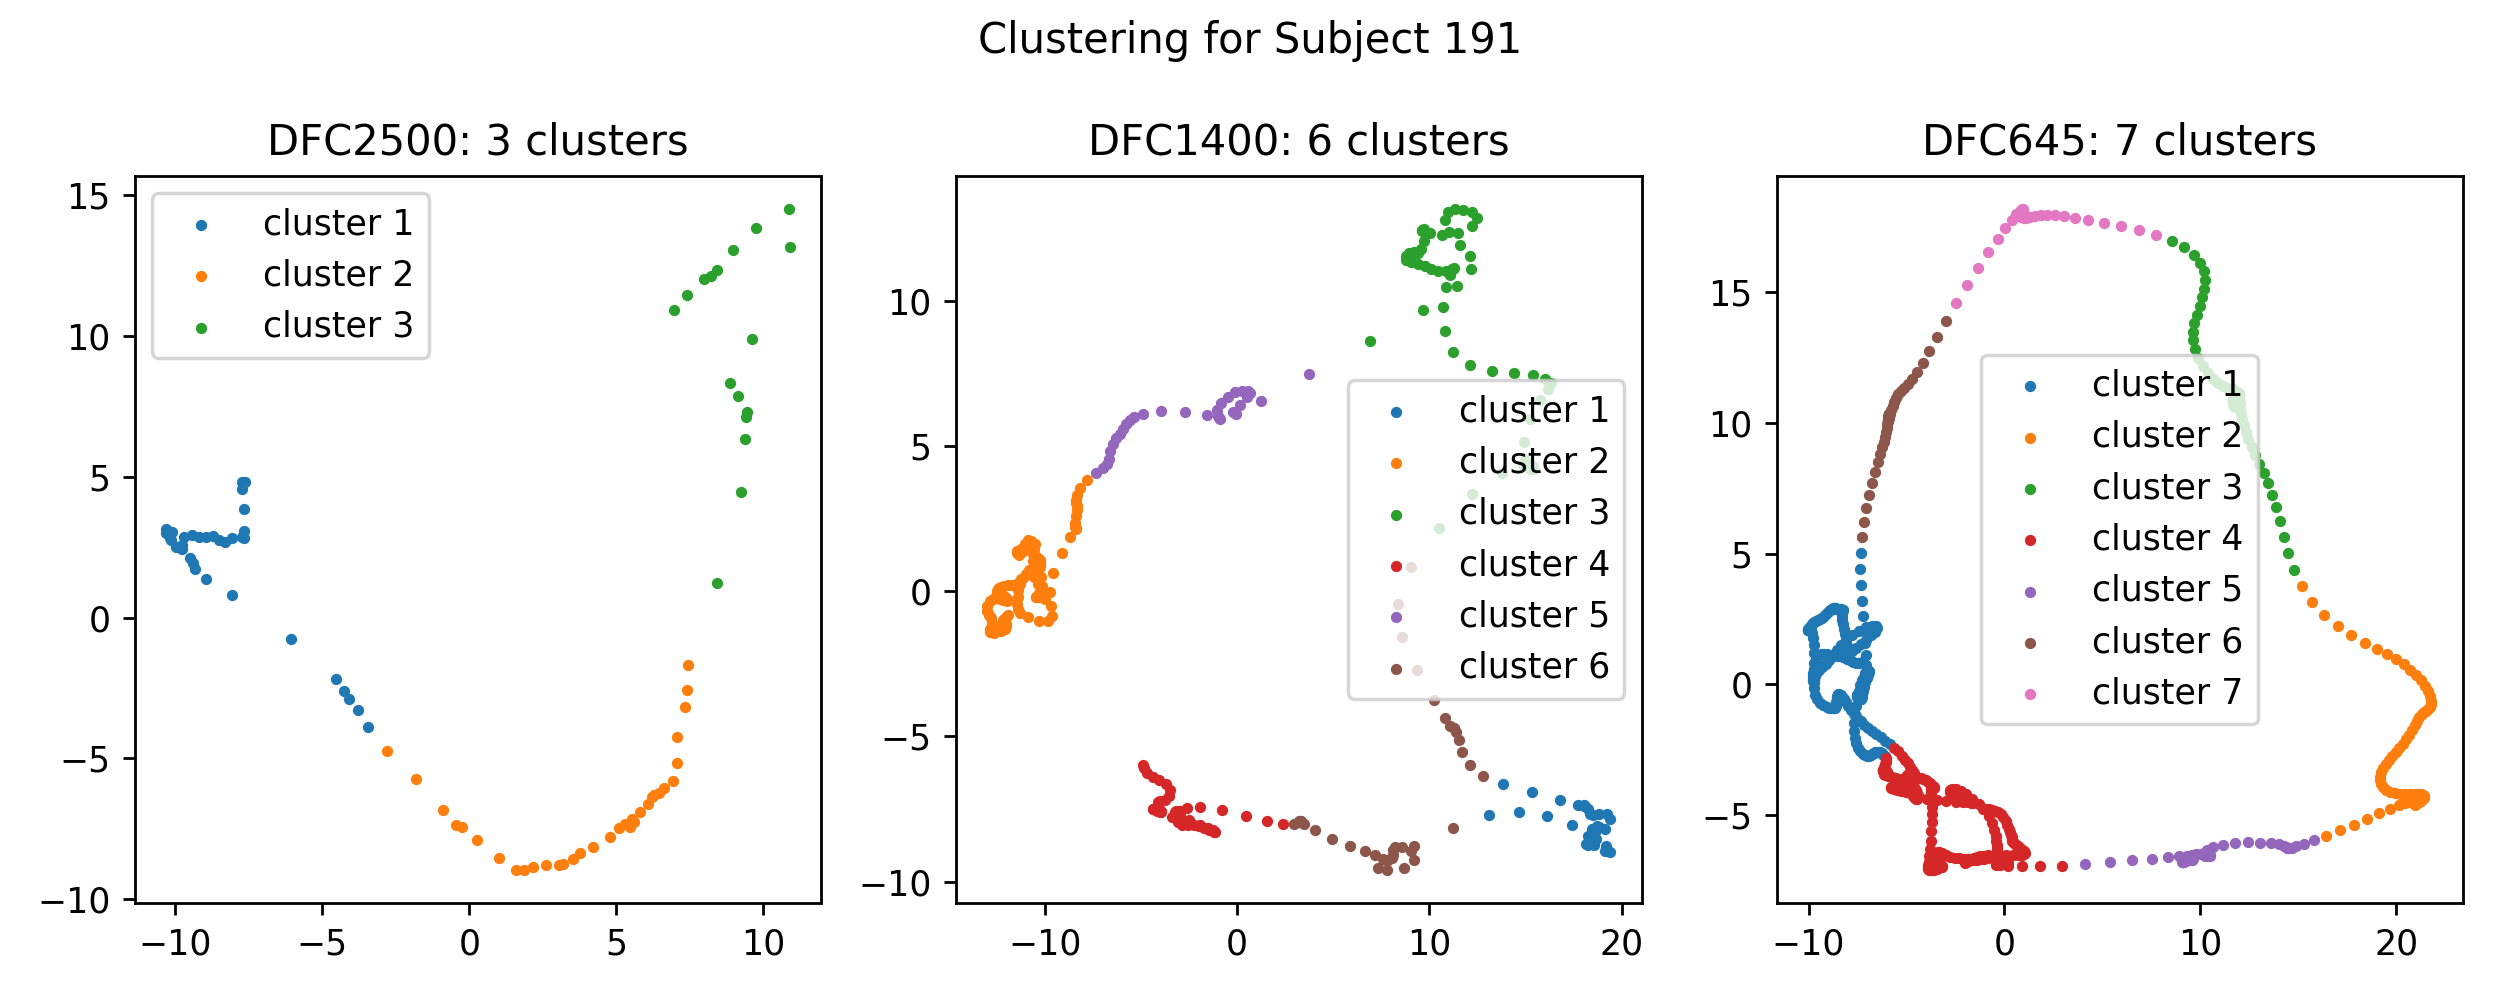 Clustering for Subject 191
DFC2500: 3 clusters
15
10
5
0
−5
−10
−10
−5
0
5
10
cluster 1
cluster 2
cluster 3
DFC1400: 6 clusters
10
5
0
−5
−10
−10
0
10
20
cluster 1
cluster 2
cluster 3
cluster 4
cluster 5
cluster 6
DFC645: 7 clusters
15
10
5
0
−5
−10
0
10
20
cluster 1
cluster 2
cluster 3
cluster 4
cluster 5
cluster 6
cluster 7